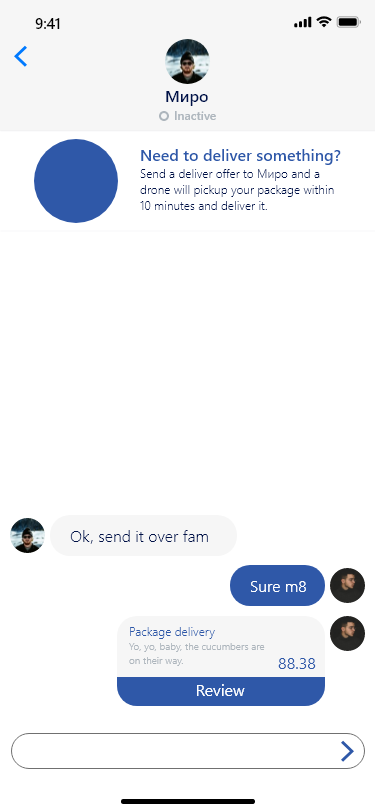 9:41
Миро
Inactive
Need to deliver something?
Send a deliver offer to Миро and a
drone will pickup your package within
10 minutes and deliver it.
Ok, send it over fam
Sure m8
Package delivery
Yo, yo, baby, the cucumbers are
on their way.
88.38
Review